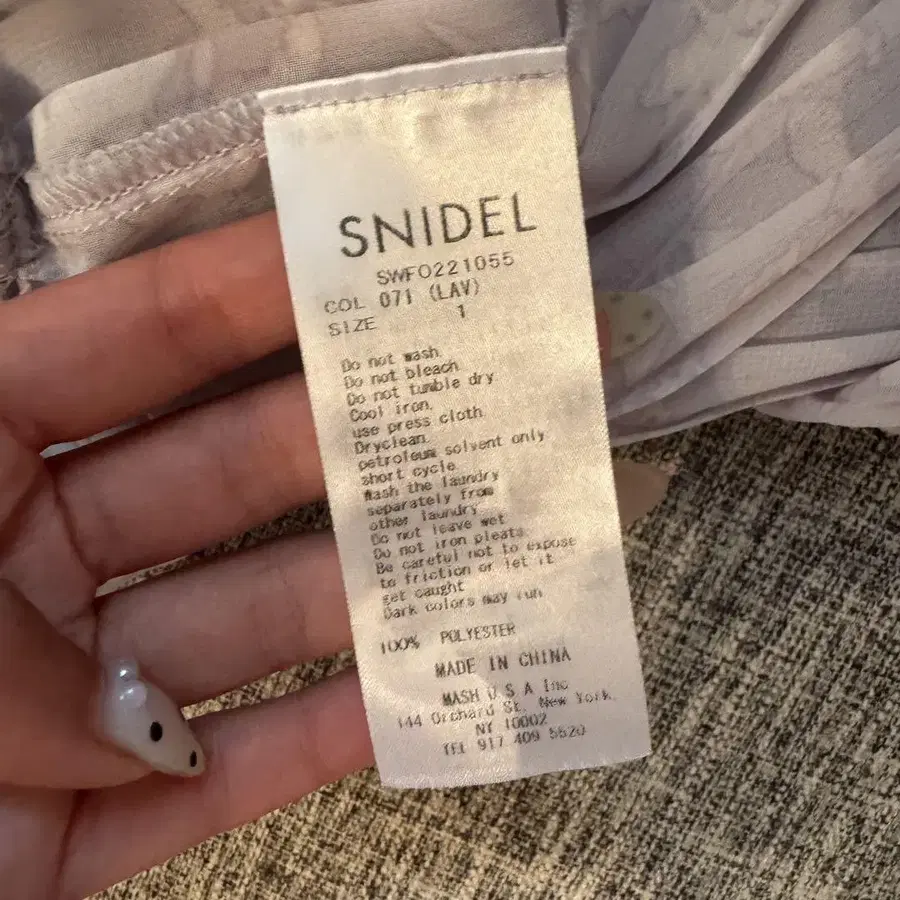 SNIDEL
SWFO221055
COL 071 (LAV)
SIZE 1
Do not wash
Do not bleach
Do not tumble dry
Cool iron.
use press cloth
Dryclean.
petroleum solvent only
short cycle
Wash the laundry
separately from
other laundry
Do not leave wet
Do not iron pleats
Be careful not to expose
to friction or let it
get caught
Dark colors may run
100% POLYESTER
MADE IN CHINA
MASH U S A Inc
144 Orchard St. New York,
NY 10002
TEL 917 409 5520